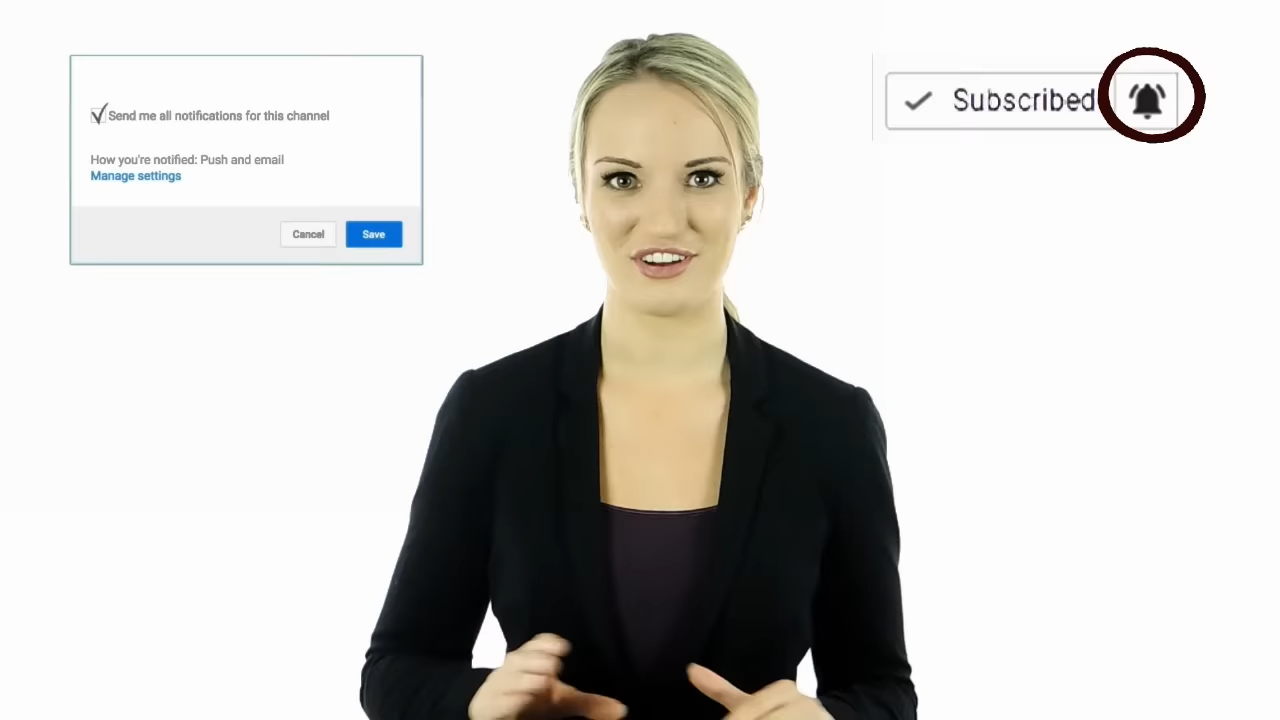 Send me all notifications for this channel
How you're notified: Push and email
Manage settings
Cancel
Save
Subscribed